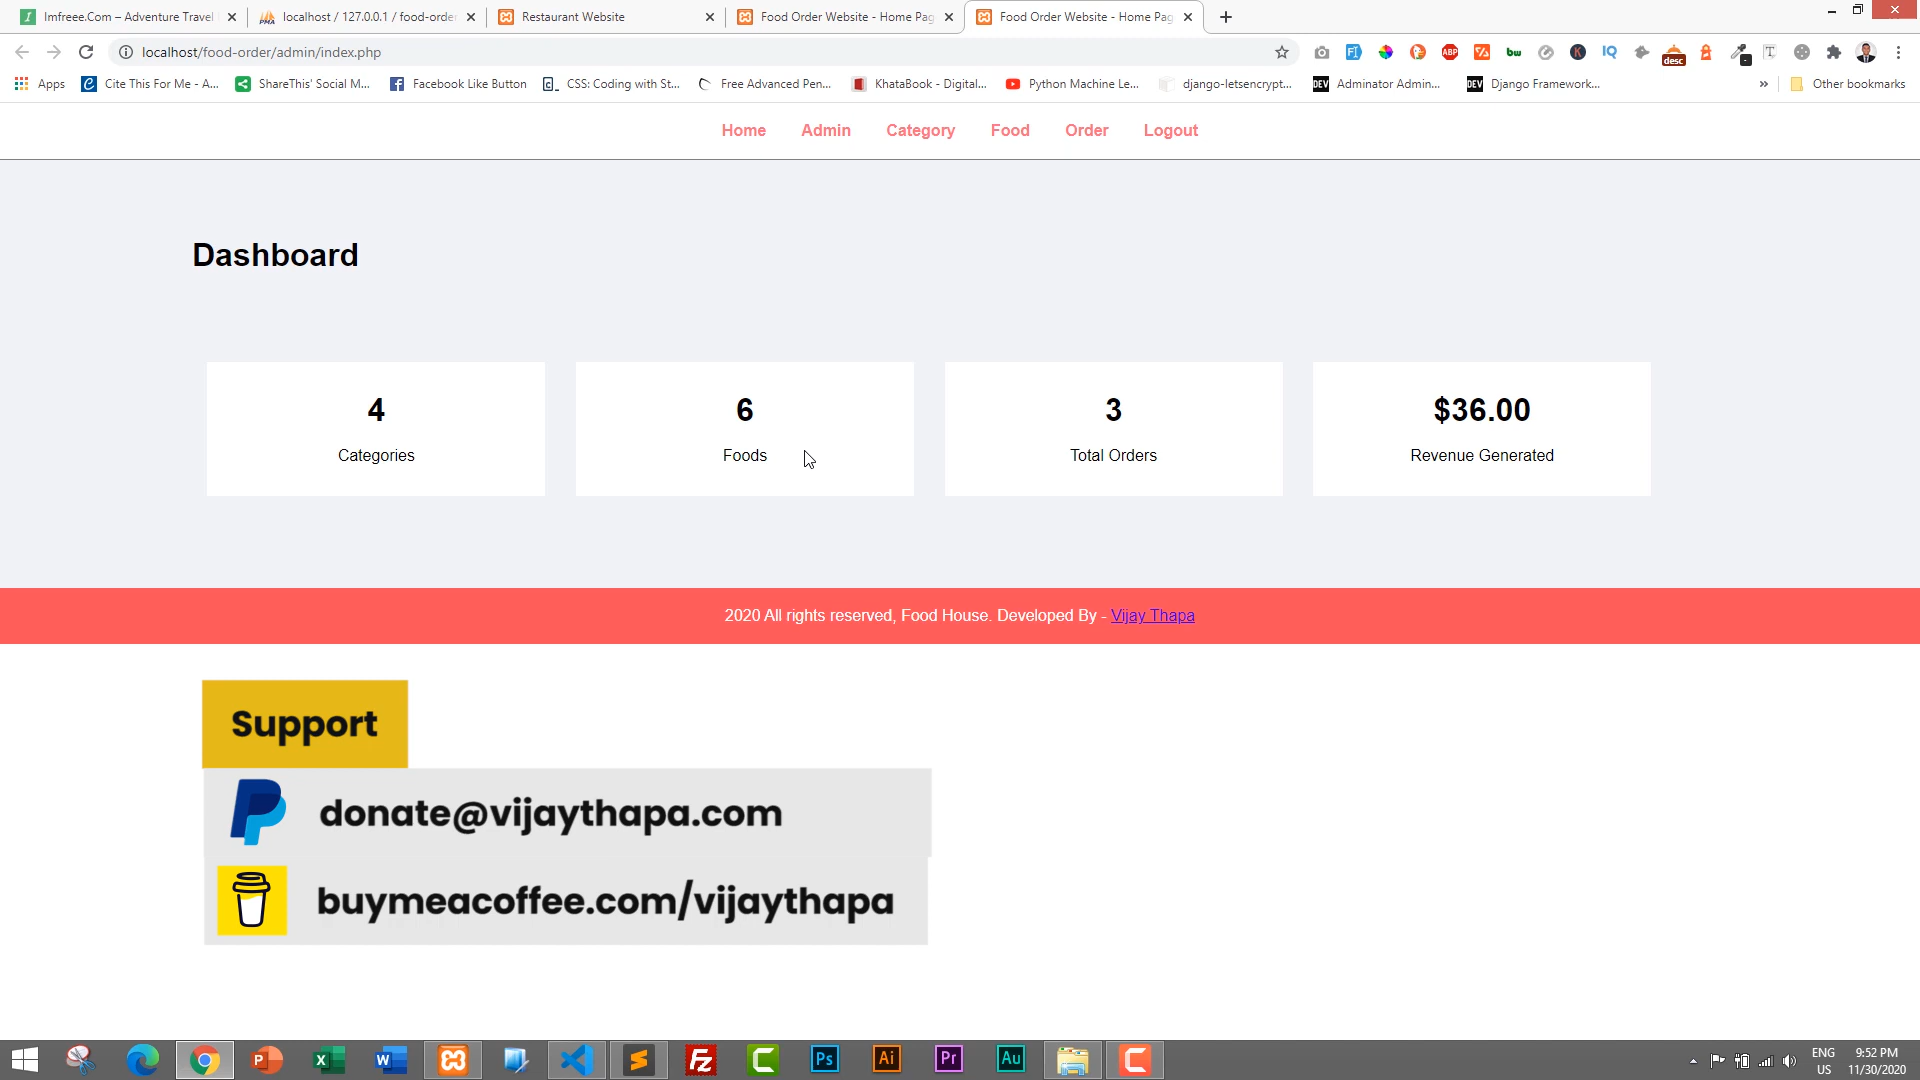 Imfreee.Com – Adventure Travel
localhost / 127.0.0.1 / food-order
Restaurant Website
Food Order Website - Home Pag
Food Order Website - Home Pag
localhost/food-order/admin/index.php
Apps
Cite This For Me - A...
ShareThis' Social M...
Facebook Like Button
CSS: Coding with St...
Free Advanced Pen...
KhataBook - Digital...
Python Machine Le...
django-letsencrypt...
DEV Adminator Admin...
DEV Django Framework...
Other bookmarks
Home Admin Category Food Order Logout
Dashboard
4
Categories
6
Foods
3
Total Orders
$36.00
Revenue Generated
2020 All rights reserved, Food House. Developed By - Vijay Thapa
Support
donate@vijaythapa.com
buymeacoffee.com/vijaythapa
ENG
US
9:52 PM
11/30/2020